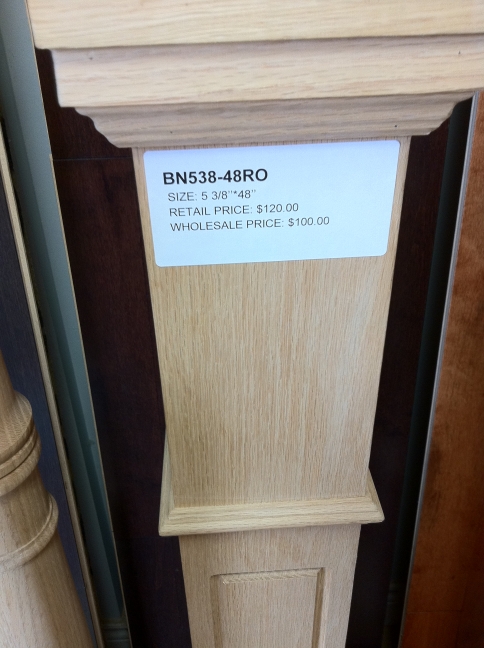 BN538-48RO
SIZE: 5 3/8"*48"
RETAIL PRICE: $120.00
WHOLESALE PRICE: $100.00